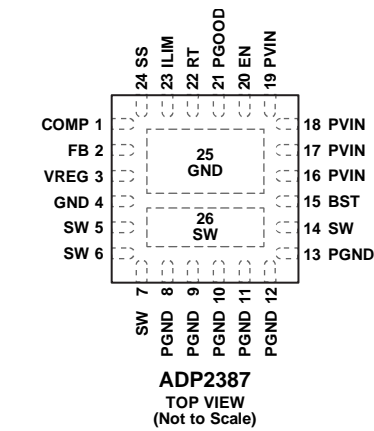 24 SS
23 ILIM
22 RT
21 PGOOD
20 EN
19 PVIN
COMP 1
FB 2
VREG 3
GND 4
SW 5
SW 6
25
GND
26
SW
18 PVIN
17 PVIN
16 PVIN
15 BST
14 SW
13 PGND
SW 7
PGND 8
PGND 9
PGND 10
PGND 11
PGND 12
ADP2387
TOP VIEW
(Not to Scale)